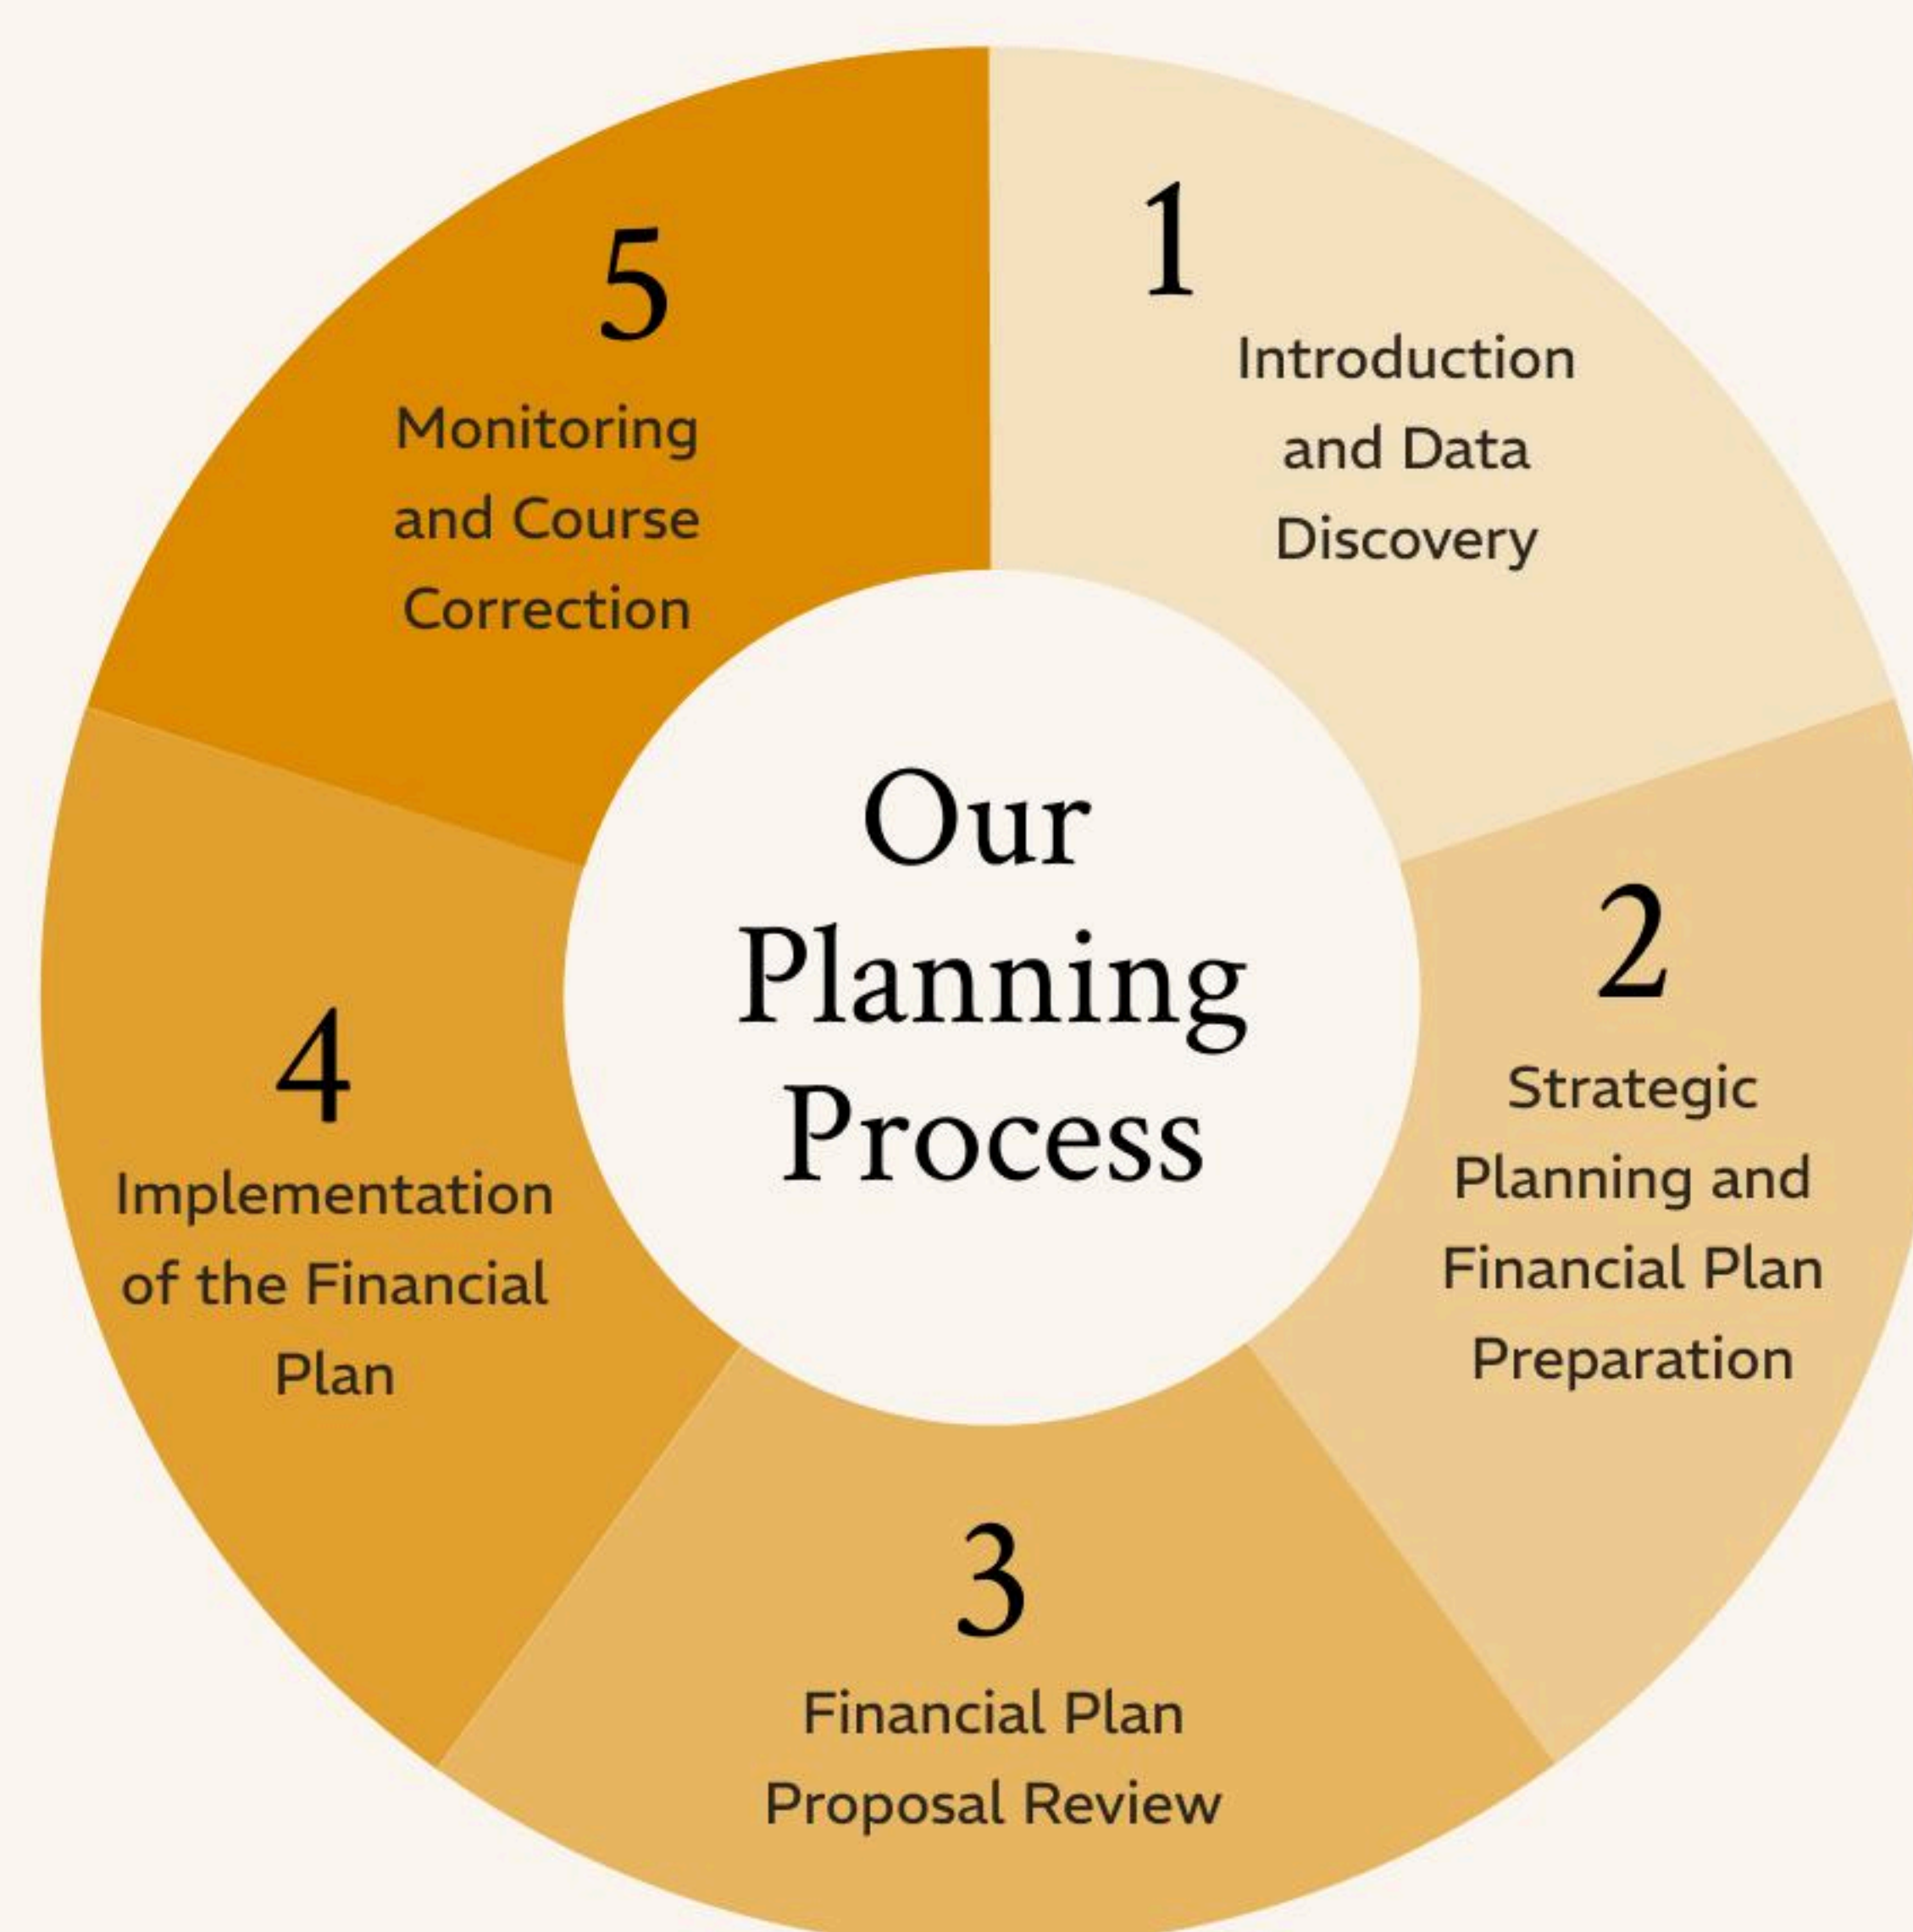 Our
Planning
Process
1
Introduction
and Data
Discovery
2
Strategic
Planning and
Financial Plan
Preparation
3
Financial Plan
Proposal Review
4
Implementation
of the Financial
Plan
5
Monitoring
and Course
Correction